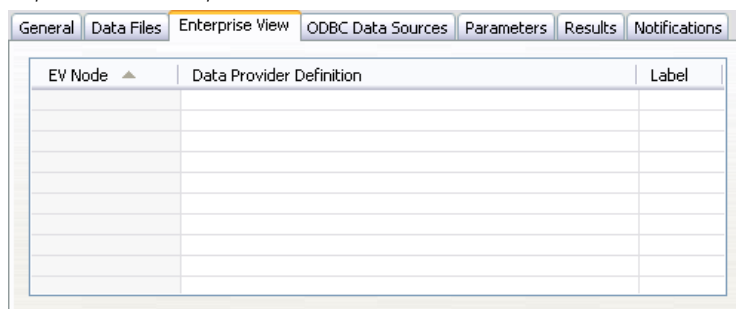 General Data Files Enterprise View ODBC Data Sources Parameters Results Notifications
EV Node Data Provider Definition Label